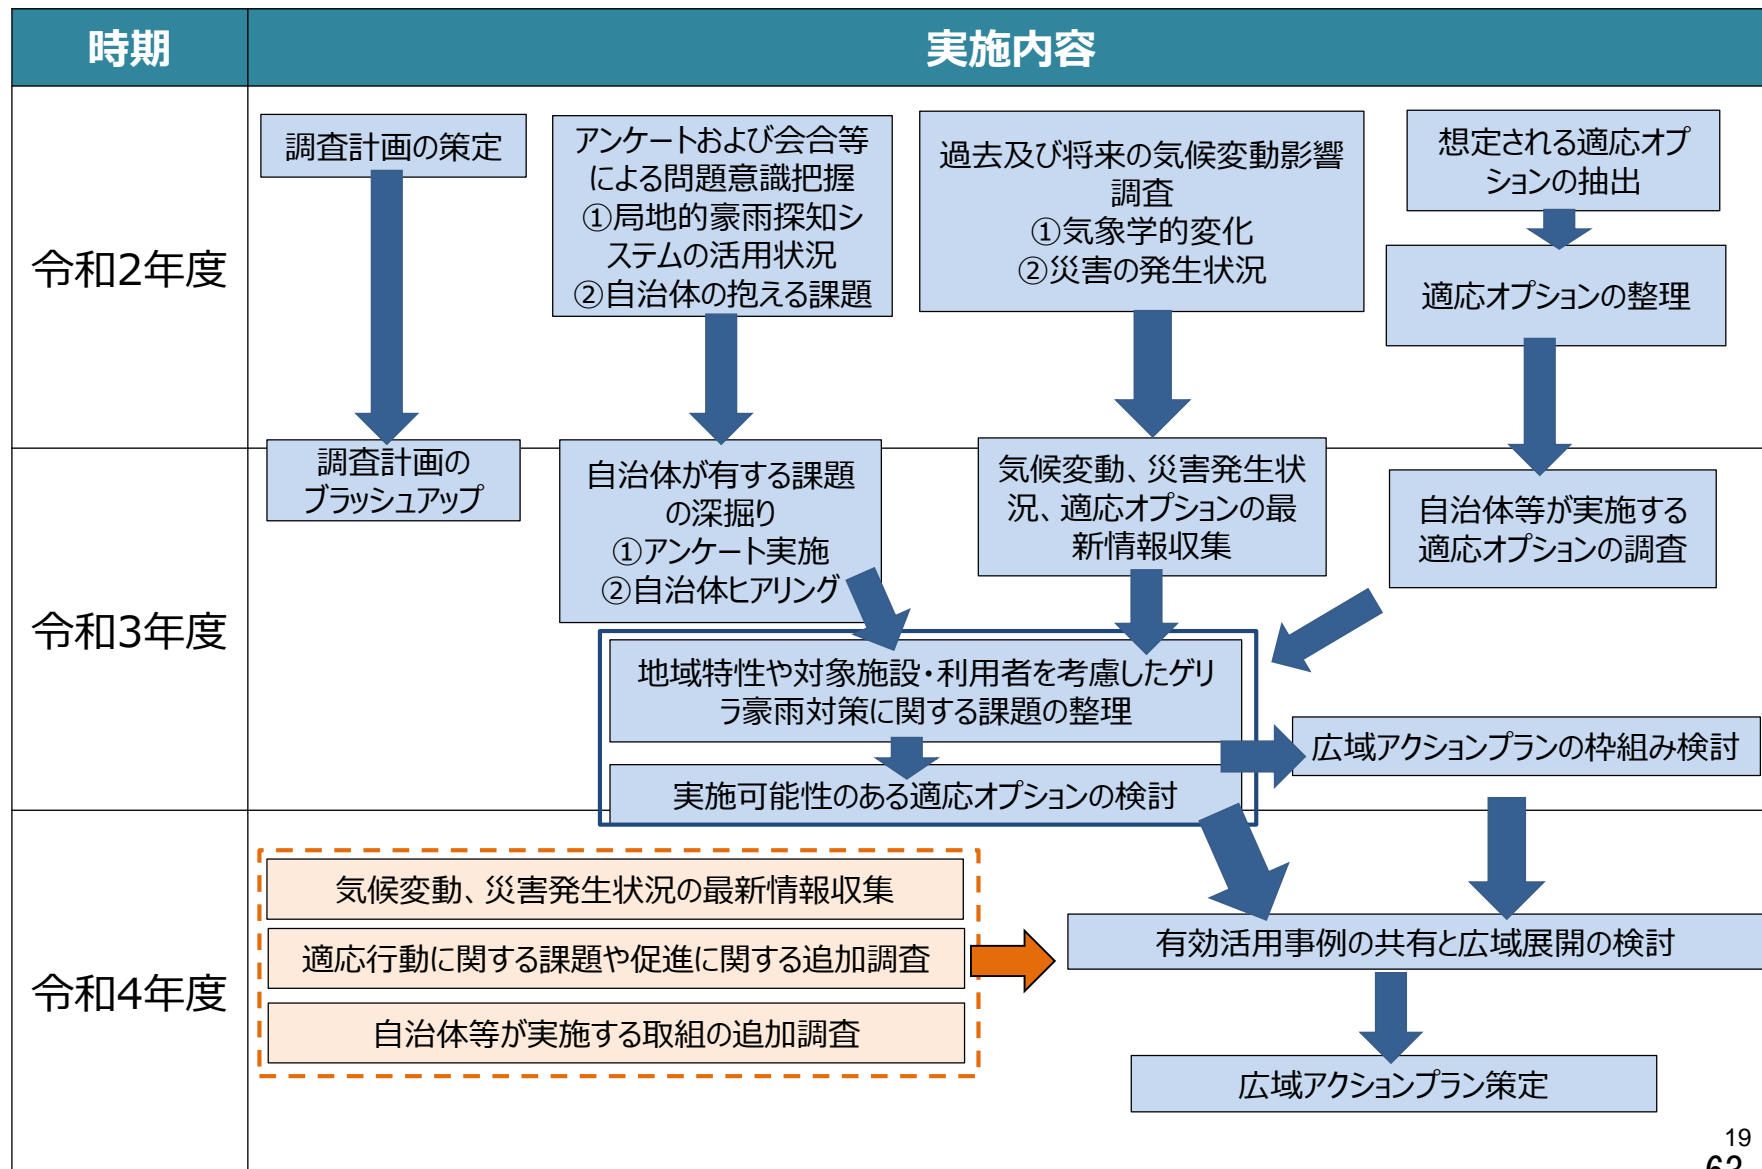 時期
実施内容
令和2年度
調査計画の策定
アンケートおよび会合等
による問題意識把握
①局地的豪雨探知シ
ステムの活用状況
②自治体の抱える課題
過去及び将来の気候変動影響
調査
①気象学的変化
②災害の発生状況
想定される適応オプ
ションの抽出
適応オプションの整理
令和3年度
調査計画の
ブラッシュアップ
自治体が有する課題
の深掘り
①アンケート実施
②自治体ヒアリング
気候変動、災害発生状
況、適応オプションの最
新情報収集
自治体等が実施する
適応オプションの調査
地域特性や対象施設・利用者を考慮したゲリ
ラ豪雨対策に関する課題の整理
実施可能性のある適応オプションの検討
広域アクションプランの枠組み検討
令和4年度
気候変動、災害発生状況の最新情報収集
適応行動に関する課題や促進に関する追加調査
自治体等が実施する取組の追加調査
有効活用事例の共有と広域展開の検討
広域アクションプラン策定
19